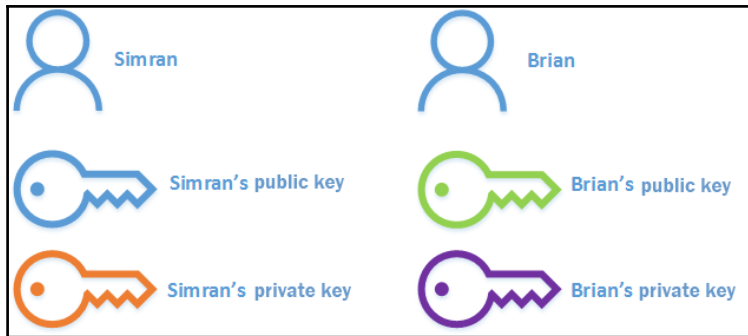 Simran
Brian
Simran's public key
Brian's public key
Simran's private key
Brian's private key